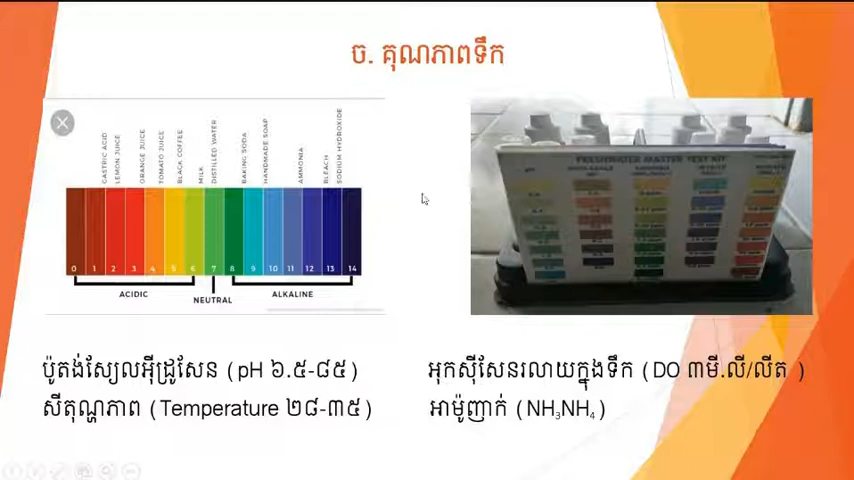 ច. គុណភាពទឹក
GASTRIC ACID
LEMON JUICE
ORANGE JUICE
TOMATO JUICE
BLACK COFFEE
MILK
DISTILLED WATER
BAKING SODA
HANDMADE SOAP
AMMONIA
BLEACH
SODIUM HYDROXIDE
0 1 2 3 4 5 6 7 8 9 10 11 12 13 14
ACIDIC
NEUTRAL
ALKALINE
FRESHWATER MASTER TEST KIT
ប៉ូតង់ស្យែលអ៊ីដ្រូសែន (pH ៦.៥-៨៥)
សីតុណ្ហភាព (Temperature ២៨-៣៥)
អុកស៊ីសែនរលាយក្នុងទឹក (DO ៣មី.លី/លីត )
អាម៉ូញាក់ (NH₃NH₄)